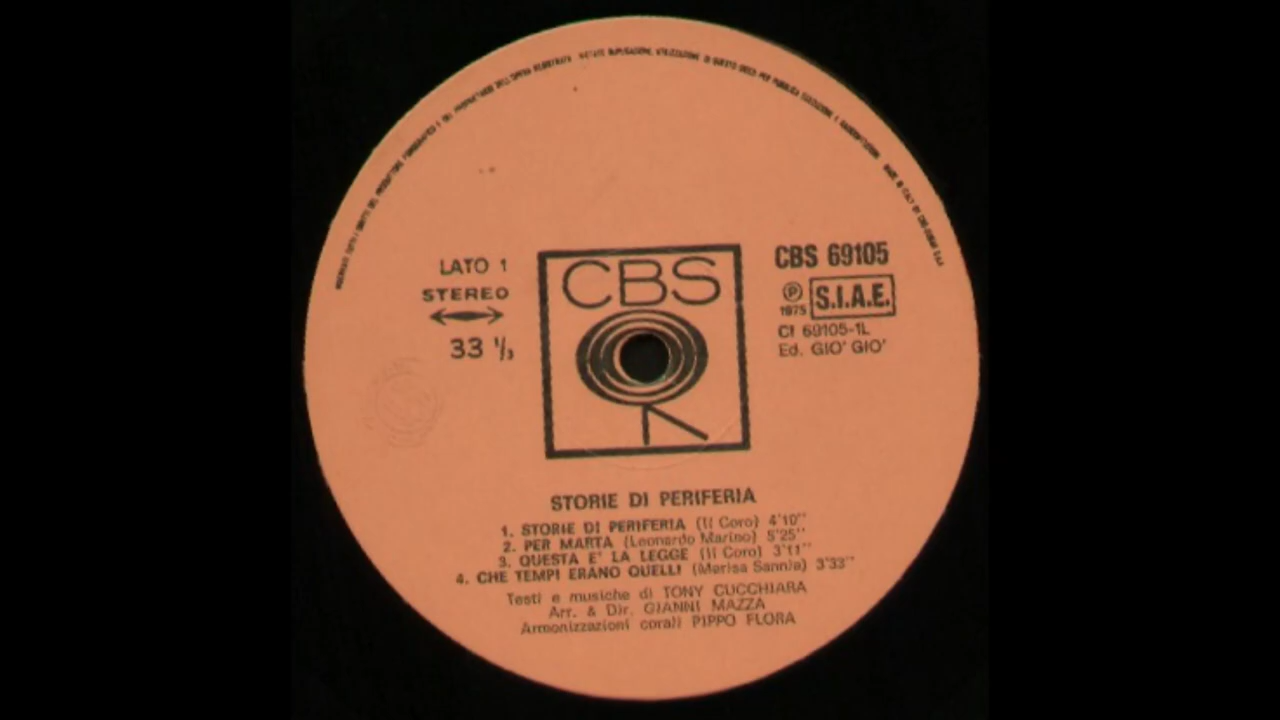 LATO 1
STEREO
33 1/3
CBS
CBS 69105
℗ 1975 S.I.A.E.
CI 69105-1L
Ed. GIO' GIO'
STORIE DI PERIFERIA
1. STORIE DI PERIFERIA (Il Coro) 4'10''
2. PER MARTA (Leonardo Marino) 5'25''
3. QUESTA E' LA LEGGE (Il Coro) 3'11''
4. CHE TEMPI ERANO QUELLI (Marisa Sannia) 3'33''
Testi e musiche di TONY CUCCHIARA
Arr. & Dir. GIANNI MAZZA
Armonizzazioni corali PIPPO FLORA